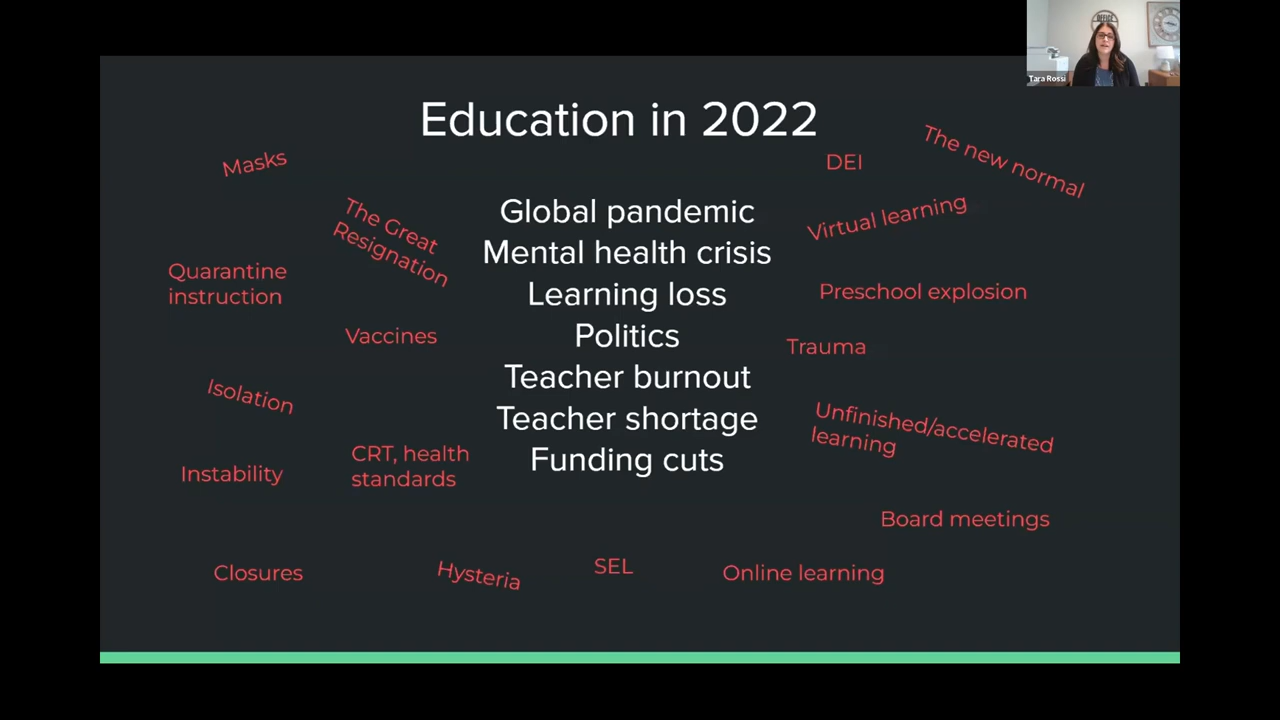 OFFICE
Tara Rossi
Education in 2022
Masks
DEI
The new normal
The Great
Resignation
Global pandemic
Virtual learning
Mental health crisis
Quarantine
instruction
Learning loss
Preschool explosion
Vaccines
Politics
Trauma
Isolation
Teacher burnout
Teacher shortage
Unfinished/accelerated
learning
CRT, health
standards
Funding cuts
Instability
Board meetings
Closures
Hysteria
SEL
Online learning